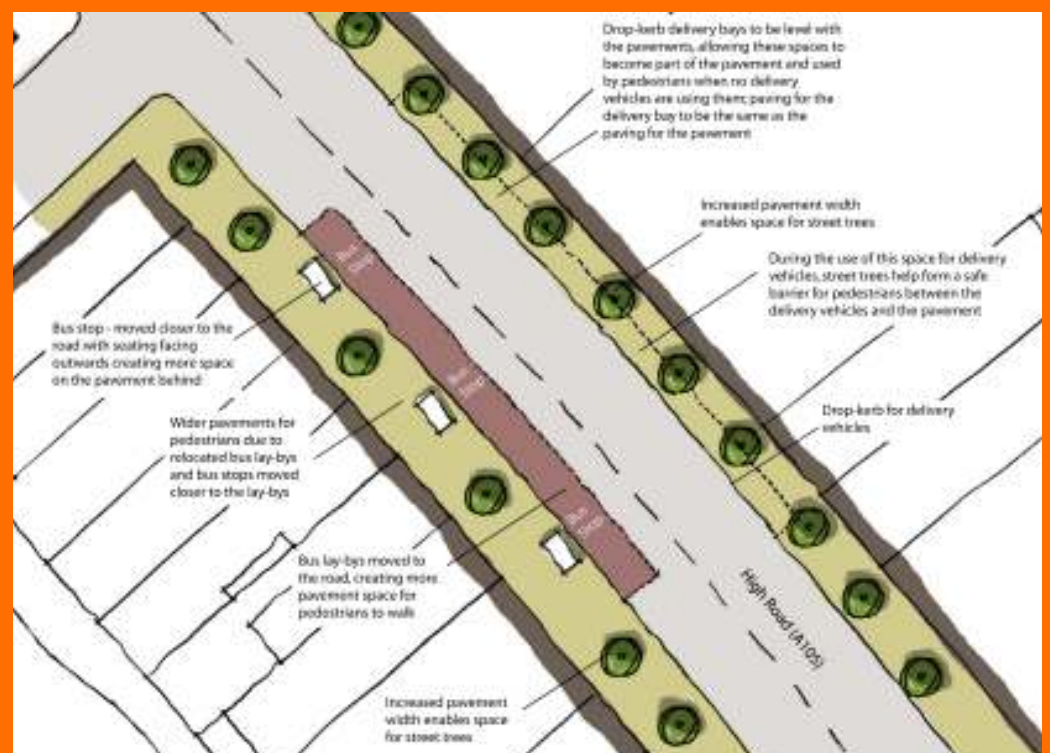 Drop-kerb delivery bays to be level with
the pavements, allowing these spaces to
become part of the pavement and used
by pedestrians when no delivery
vehicles are using them; paving for the
delivery bay to be the same as the
paving for the pavement
Increased pavement width
enables space for street trees
During the use of this space for delivery
vehicles, street trees help form a safe
barrier for pedestrians between the
delivery vehicles and the pavement
Bus
Stop
Bus stop - moved closer to the
road with seating facing
outwards creating more space
on the pavement behind
Bus
Stop
Drop-kerb for delivery
vehicles
Wider pavements for
pedestrians due to
relocated bus lay-bys
and bus stops moved
closer to the lay-bys
Bus
Stop
Bus lay-bys moved to
the road, creating more
pavement space for
pedestrians to walk
High Road (A105)
Increased pavement
width enables space
for street trees